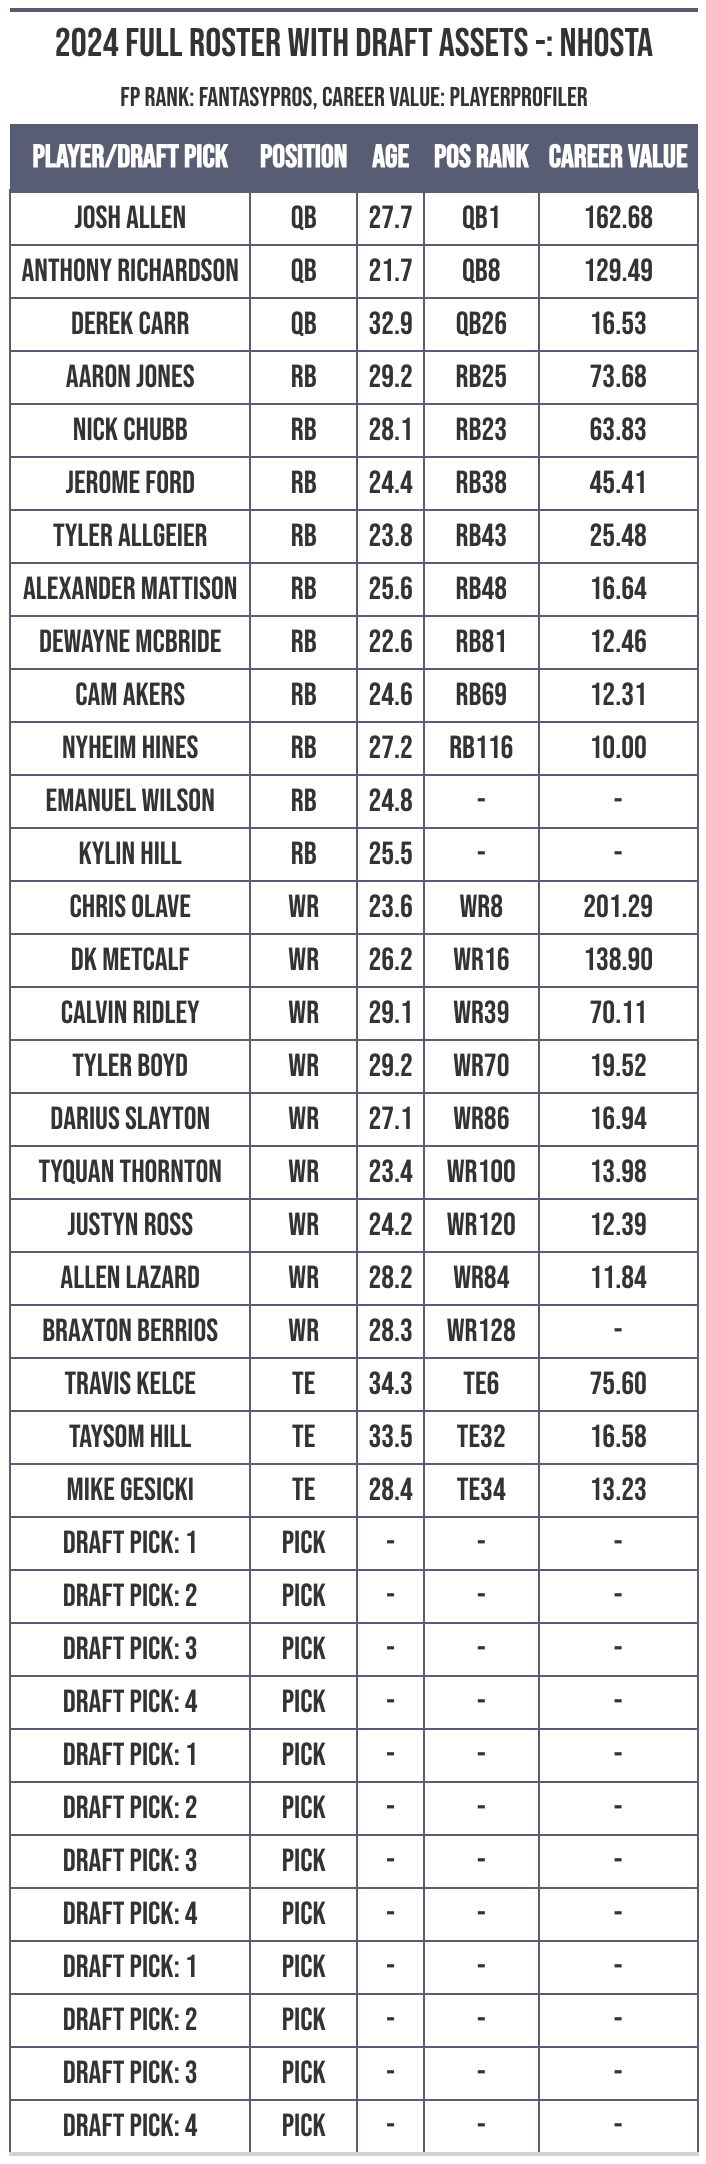 2024 FULL ROSTER WITH DRAFT ASSETS -: NHOSTA
FP RANK: FANTASYPROS, CAREER VALUE: PLAYERPROFILER
PLAYER/DRAFT PICK POSITION AGE POS RANK CAREER VALUE
JOSH ALLEN QB 27.7 QB1 162.68
ANTHONY RICHARDSON QB 21.7 QB8 129.49
DEREK CARR QB 32.9 QB26 16.53
AARON JONES RB 29.2 RB25 73.68
NICK CHUBB RB 28.1 RB23 63.83
JEROME FORD RB 24.4 RB38 45.41
TYLER ALLGEIER RB 23.8 RB43 25.48
ALEXANDER MATTISON RB 25.6 RB48 16.64
DEWAYNE MCBRIDE RB 22.6 RB81 12.46
CAM AKERS RB 24.6 RB69 12.31
NYHEIM HINES RB 27.2 RB116 10.00
EMANUEL WILSON RB 24.8 - -
KYLIN HILL RB 25.5 - -
CHRIS OLAVE WR 23.6 WR8 201.29
DK METCALF WR 26.2 WR16 138.90
CALVIN RIDLEY WR 29.1 WR39 70.11
TYLER BOYD WR 29.2 WR70 19.52
DARIUS SLAYTON WR 27.1 WR86 16.94
TYQUAN THORNTON WR 23.4 WR100 13.98
JUSTYN ROSS WR 24.2 WR120 12.39
ALLEN LAZARD WR 28.2 WR84 11.84
BRAXTON BERRIOS WR 28.3 WR128 -
TRAVIS KELCE TE 34.3 TE6 75.60
TAYSOM HILL TE 33.5 TE32 16.58
MIKE GESICKI TE 28.4 TE34 13.23
DRAFT PICK: 1 PICK - - -
DRAFT PICK: 2 PICK - - -
DRAFT PICK: 3 PICK - - -
DRAFT PICK: 4 PICK - - -
DRAFT PICK: 1 PICK - - -
DRAFT PICK: 2 PICK - - -
DRAFT PICK: 3 PICK - - -
DRAFT PICK: 4 PICK - - -
DRAFT PICK: 1 PICK - - -
DRAFT PICK: 2 PICK - - -
DRAFT PICK: 3 PICK - - -
DRAFT PICK: 4 PICK - - -